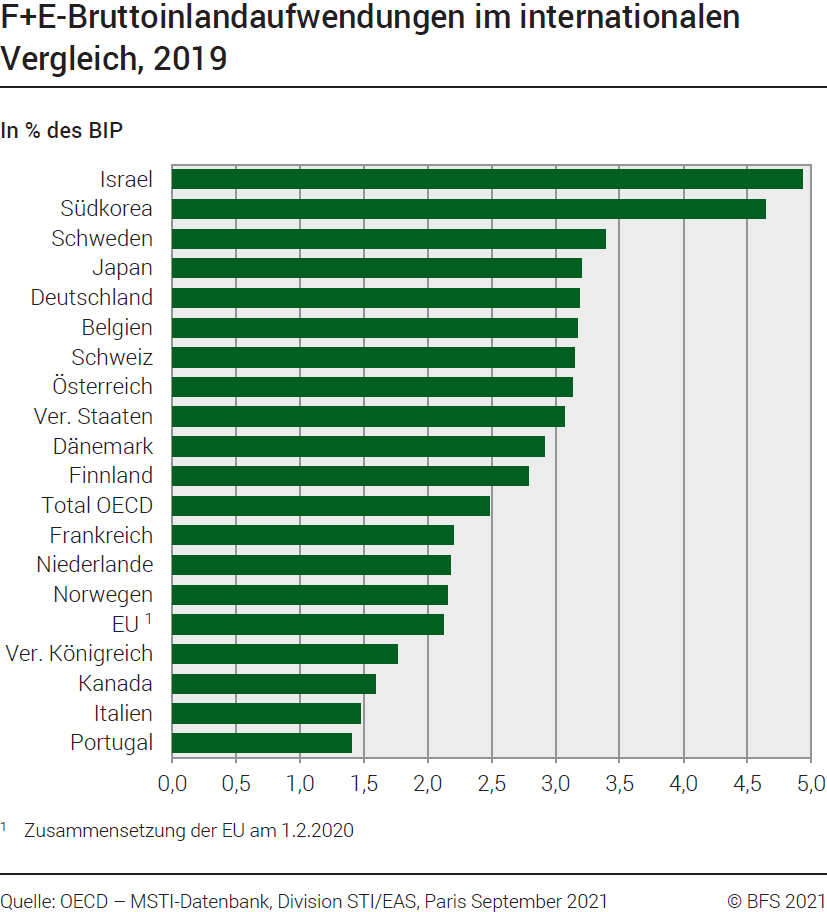 F+E-Bruttoinlandaufwendungen im internationalen
Vergleich, 2019
In % des BIP
Israel
Südkorea
Schweden
Japan
Deutschland
Belgien
Schweiz
Österreich
Ver. Staaten
Dänemark
Finnland
Total OECD
Frankreich
Niederlande
Norwegen
EU ¹
Ver. Königreich
Kanada
Italien
Portugal
0,0 0,5 1,0 1,5 2,0 2,5 3,0 3,5 4,0 4,5 5,0
¹ Zusammensetzung der EU am 1.2.2020
Quelle: OECD – MSTI-Datenbank, Division STI/EAS, Paris September 2021 © BFS 2021